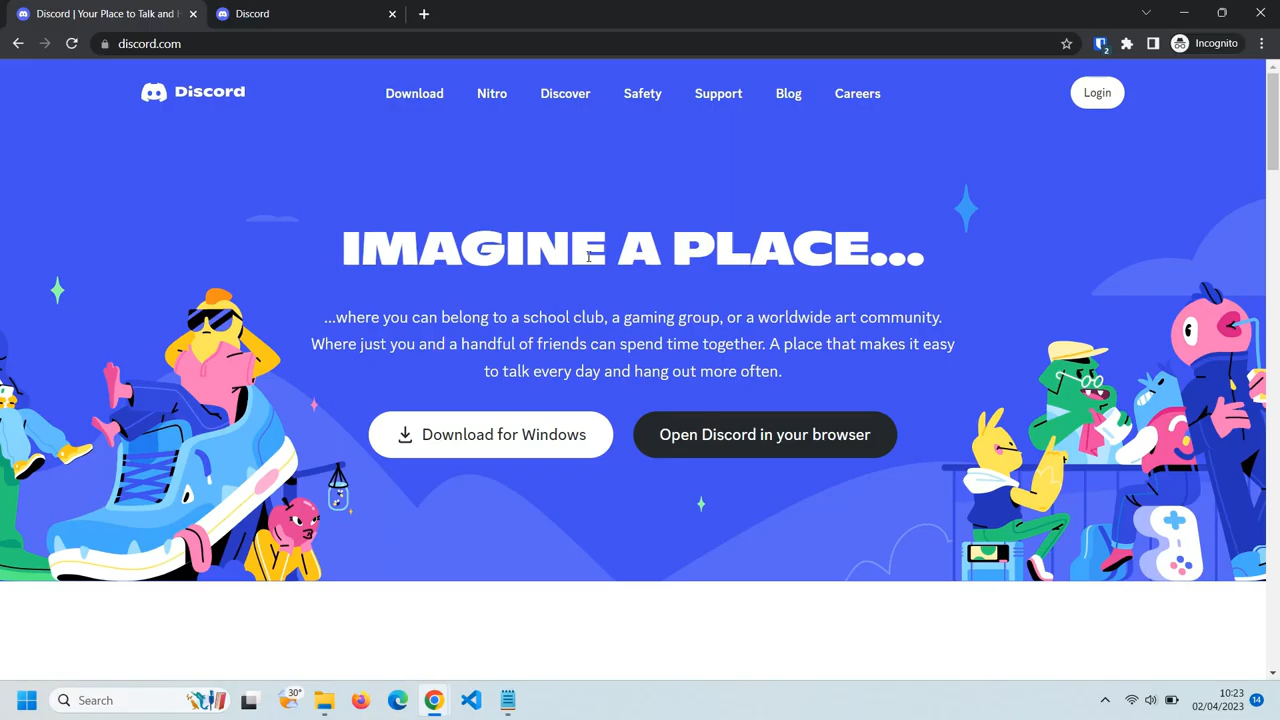 Discord | Your Place to Talk and
Discord
discord.com
2
Incognito
Discord
Download
Nitro
Discover
Safety
Support
Blog
Careers
Login
IMAGINE A PLACE...
...where you can belong to a school club, a gaming group, or a worldwide art community.
Where just you and a handful of friends can spend time together. A place that makes it easy
to talk every day and hang out more often.
Download for Windows
Open Discord in your browser
Search
30°
10:23
02/04/2023
14